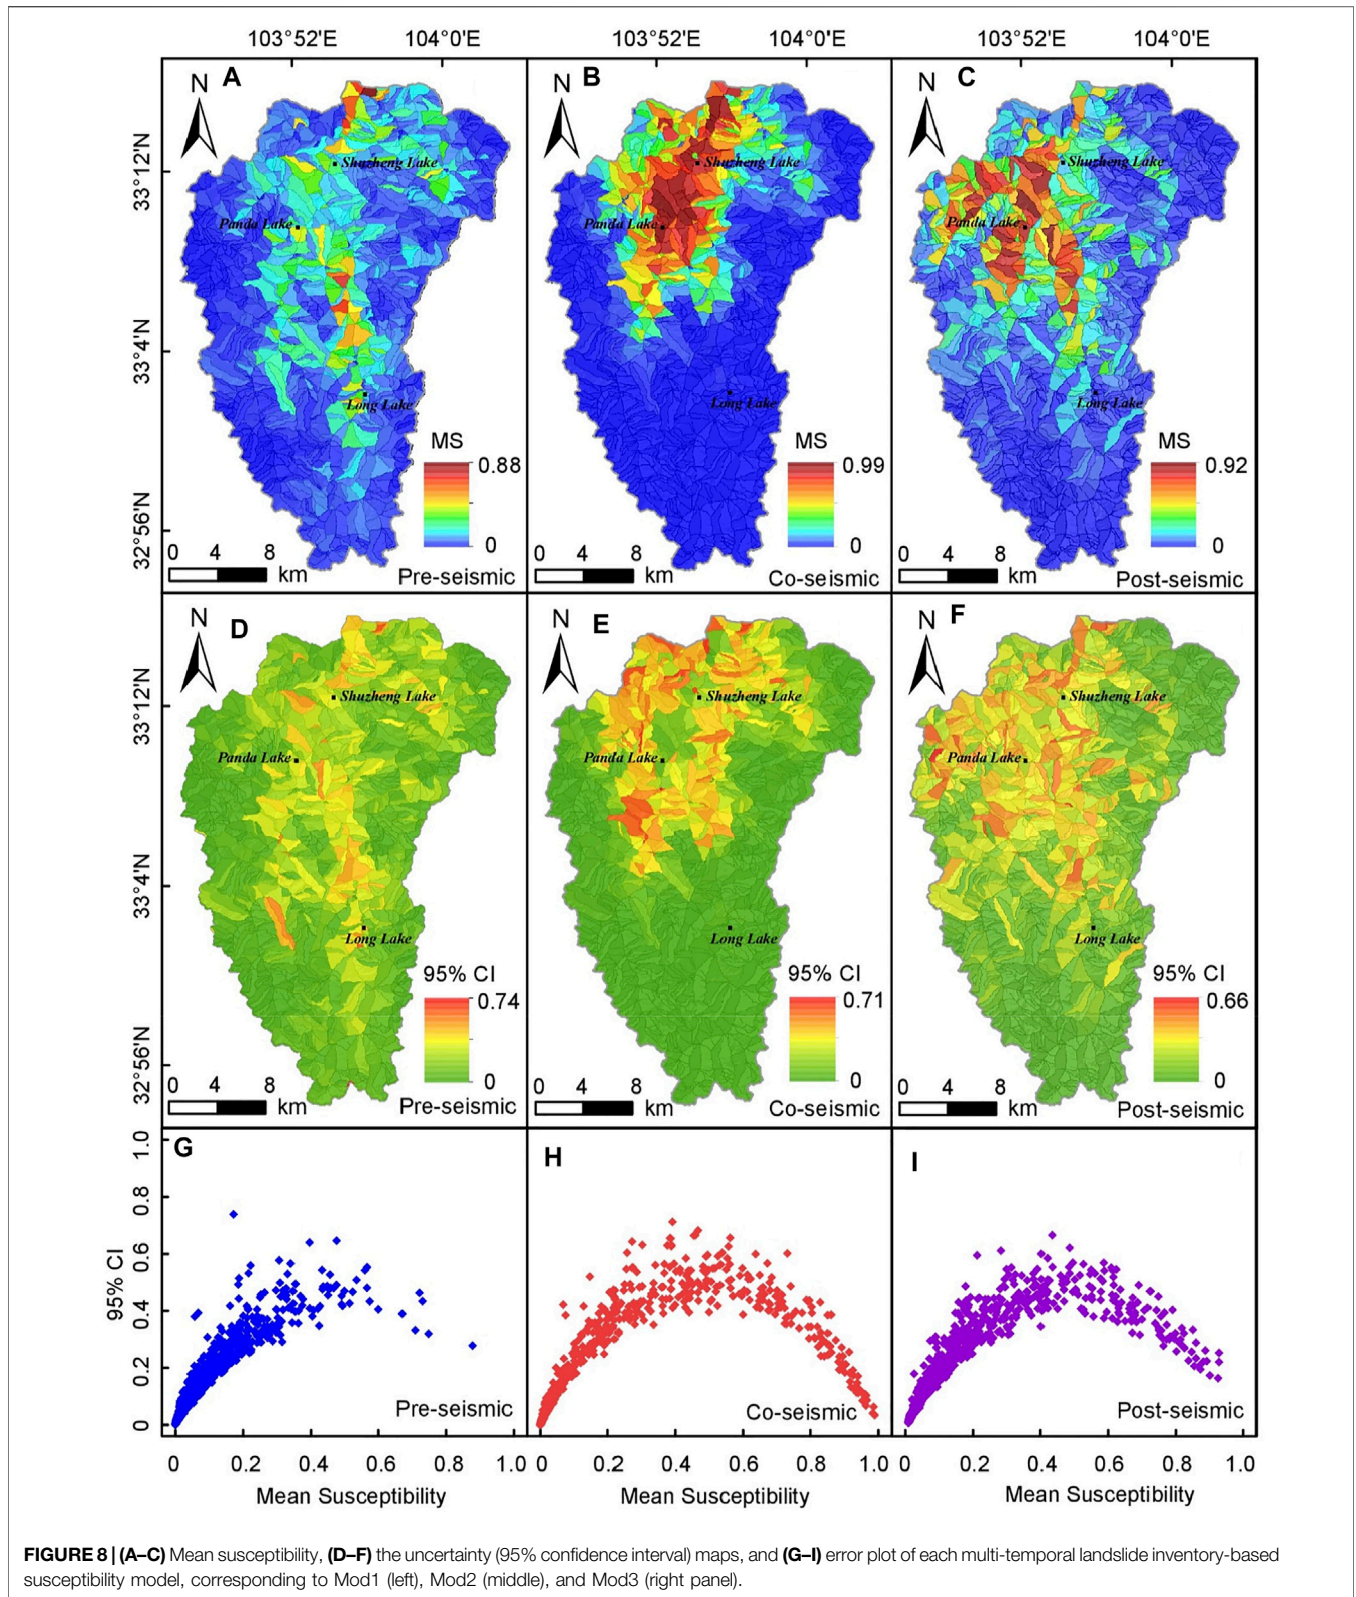 103°52'E 104°0'E 103°52'E 104°0'E 103°52'E 104°0'E
N A
33°12'N
33°4'N
32°56'N
Shuzheng Lake
Panda Lake
Long Lake
MS
0.88
0
0 4 8
km
Pre-seismic
N B
Shuzheng Lake
Panda Lake
Long Lake
MS
0.99
0
0 4 8
km
Co-seismic
N C
Shuzheng Lake
Panda Lake
Long Lake
MS
0.92
0
0 4 8
km
Post-seismic
N D
33°12'N
33°4'N
32°56'N
Shuzheng Lake
Panda Lake
Long Lake
95% CI
0.74
0
0 4 8
km
Pre-seismic
N E
Shuzheng Lake
Panda Lake
Long Lake
95% CI
0.71
0
0 4 8
km
Co-seismic
N F
Shuzheng Lake
Panda Lake
Long Lake
95% CI
0.66
0
0 4 8
km
Post-seismic
G
95% CI
1.0
0.8
0.6
0.4
0.2
0
Pre-seismic
0 0.2 0.4 0.6 0.8 1.0
Mean Susceptibility
H
Co-seismic
0 0.2 0.4 0.6 0.8 1.0
Mean Susceptibility
I
Post-seismic
0 0.2 0.4 0.6 0.8 1.0
Mean Susceptibility
FIGURE 8 | (A–C) Mean susceptibility, (D–F) the uncertainty (95% confidence interval) maps, and (G–I) error plot of each multi-temporal landslide inventory-based
susceptibility model, corresponding to Mod1 (left), Mod2 (middle), and Mod3 (right panel).